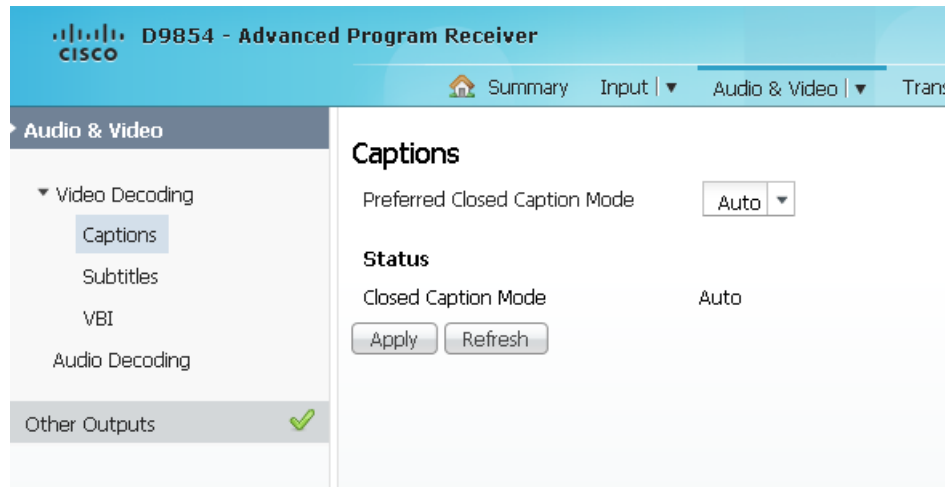 CISCO D9854 - Advanced Program Receiver
Summary Input Audio & Video
Audio & Video
Video Decoding
Captions
Subtitles
VBI
Audio Decoding
Other Outputs
Captions
Preferred Closed Caption Mode Auto
Status
Closed Caption Mode Auto
Apply Refresh